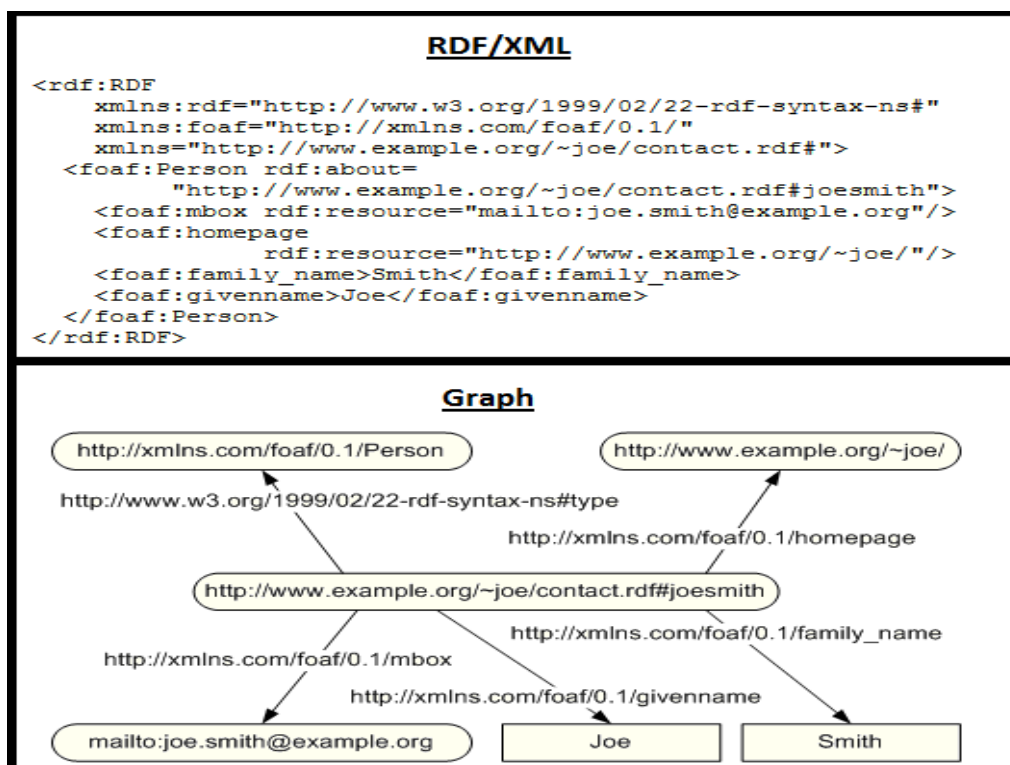 RDF/XML
<rdf:RDF
xmlns:rdf="http://www.w3.org/1999/02/22-rdf-syntax-ns#"
xmlns:foaf="http://xmlns.com/foaf/0.1/"
xmlns="http://www.example.org/~joe/contact.rdf#">
<foaf:Person rdf:about=
"http://www.example.org/~joe/contact.rdf#joesmith">
<foaf:mbox rdf:resource="mailto:joe.smith@example.org"/>
<foaf:homepage
rdf:resource="http://www.example.org/~joe/"/>
<foaf:family_name>Smith</foaf:family_name>
<foaf:givenname>Joe</foaf:givenname>
</foaf:Person>
</rdf:RDF>
Graph
http://xmlns.com/foaf/0.1/Person
http://www.example.org/~joe/
http://www.w3.org/1999/02/22-rdf-syntax-ns#type
http://xmlns.com/foaf/0.1/homepage
http://www.example.org/~joe/contact.rdf#joesmith
http://xmlns.com/foaf/0.1/family_name
http://xmlns.com/foaf/0.1/mbox
http://xmlns.com/foaf/0.1/givenname
mailto:joe.smith@example.org
Joe
Smith